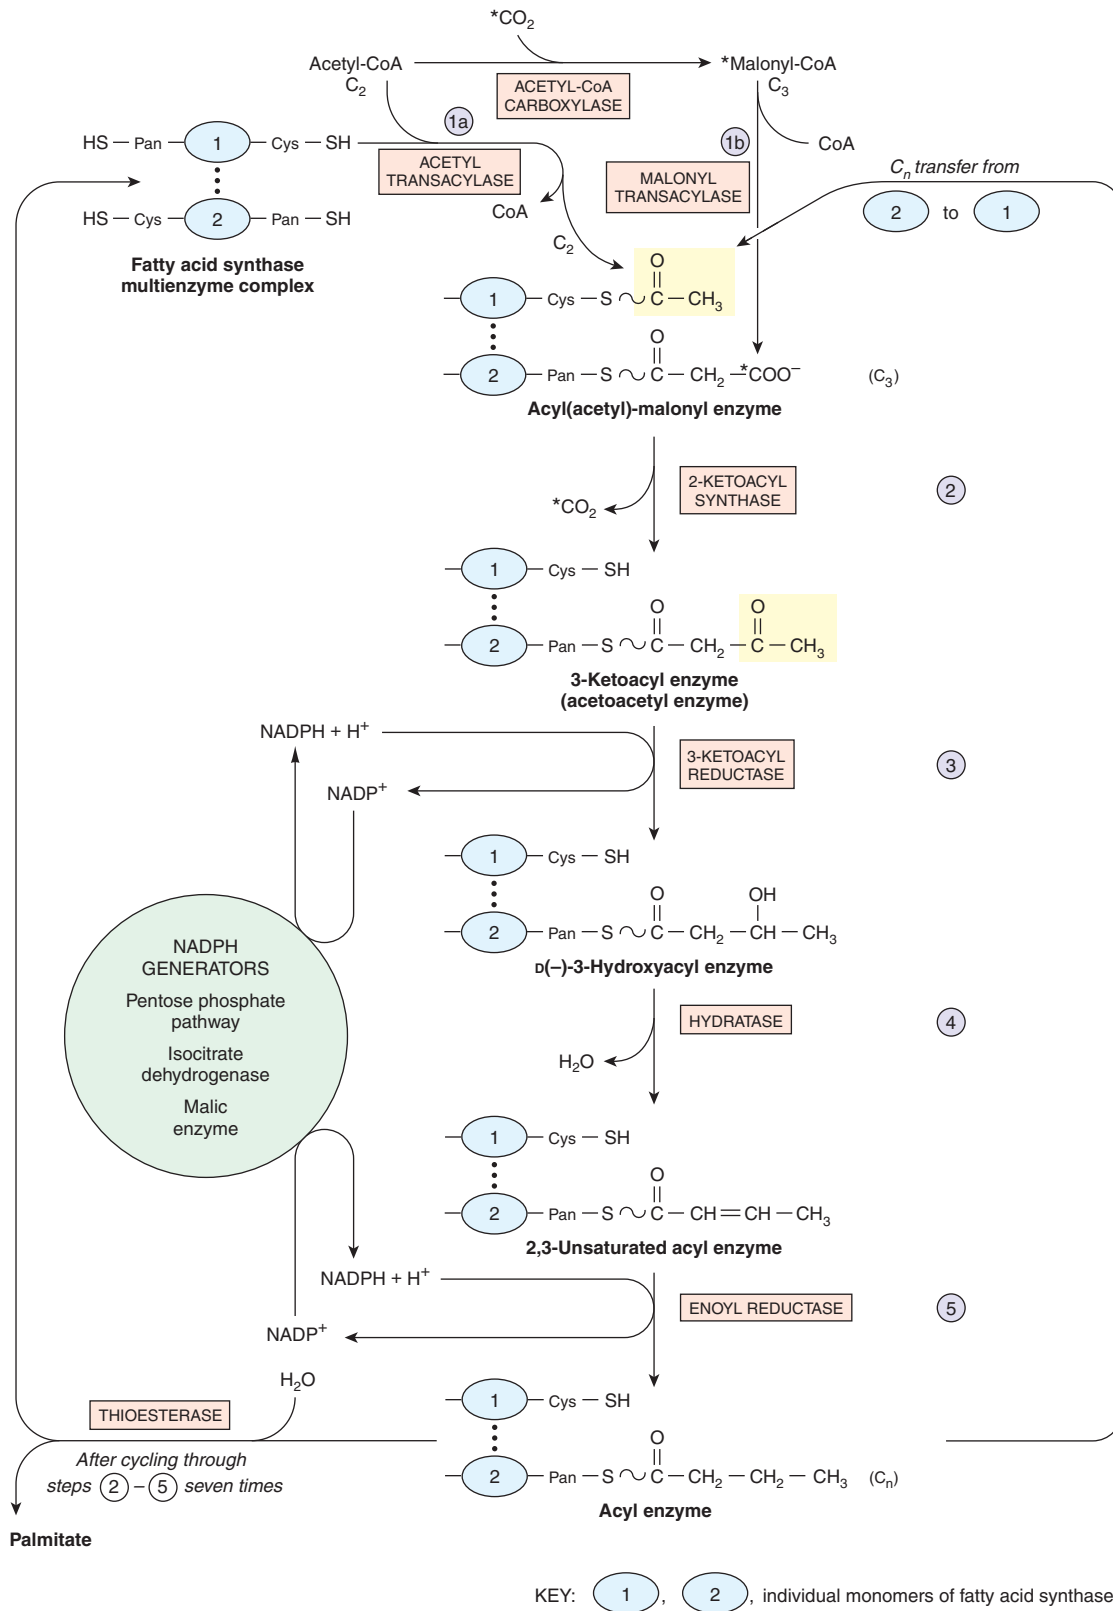 *CO2
Acetyl-CoA
C2
*Malonyl-CoA
C3
ACETYL-CoA
CARBOXYLASE
1a
1b
HS — Pan — 1 — Cys — SH
ACETYL
TRANSACYLASE
MALONYL
TRANSACYLASE
CoA
Cn transfer from
2 to 1
HS — Cys — 2 — Pan — SH
CoA
C2
Fatty acid synthase
multienzyme complex
O
1 — Cys — S ~ C — CH3
O
2 — Pan — S ~ C — CH2 — *COO– (C3)
Acyl(acetyl)-malonyl enzyme
2-KETOACYL
SYNTHASE
2
*CO2
1 — Cys — SH
O O
2 — Pan — S ~ C — CH2 — C — CH3
3-Ketoacyl enzyme
(acetoacetyl enzyme)
NADPH + H+
3-KETOACYL
REDUCTASE
3
NADP+
1 — Cys — SH
O OH
2 — Pan — S ~ C — CH2 — CH — CH3
D(–)-3-Hydroxyacyl enzyme
NADPH
GENERATORS
Pentose phosphate
pathway
Isocitrate
dehydrogenase
Malic
enzyme
HYDRATASE
4
H2O
1 — Cys — SH
O
2 — Pan — S ~ C — CH = CH — CH3
2,3-Unsaturated acyl enzyme
NADPH + H+
ENOYL REDUCTASE
5
NADP+
H2O
1 — Cys — SH
THIOESTERASE
After cycling through
steps 2 – 5 seven times
O
2 — Pan — S ~ C — CH2 — CH2 — CH3 (Cn)
Acyl enzyme
Palmitate
KEY: 1, 2, individual monomers of fatty acid synthase